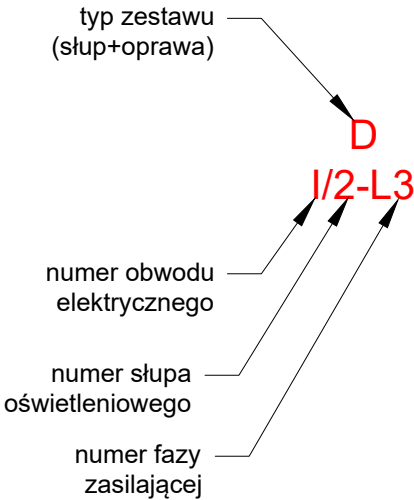 typ zestawu
(słup+oprawa)
D
I/2-L3
numer obwodu
elektrycznego
numer słupa
oświetleniowego
numer fazy
zasilającej